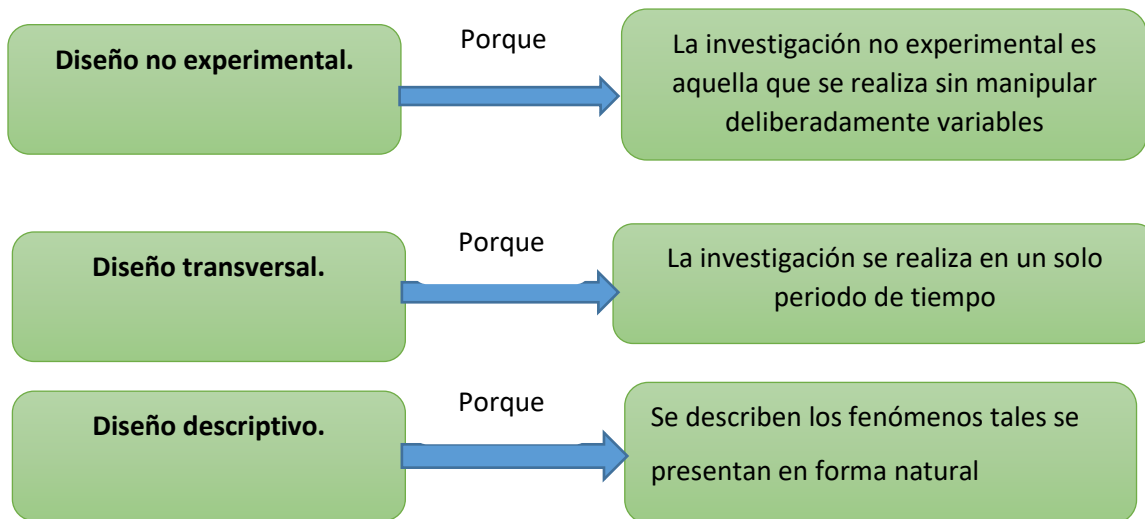 Diseño no experimental.
Porque
La investigación no experimental es
aquella que se realiza sin manipular
deliberadamente variables
Diseño transversal.
Porque
La investigación se realiza en un solo
periodo de tiempo
Diseño descriptivo.
Porque
Se describen los fenómenos tales se
presentan en forma natural